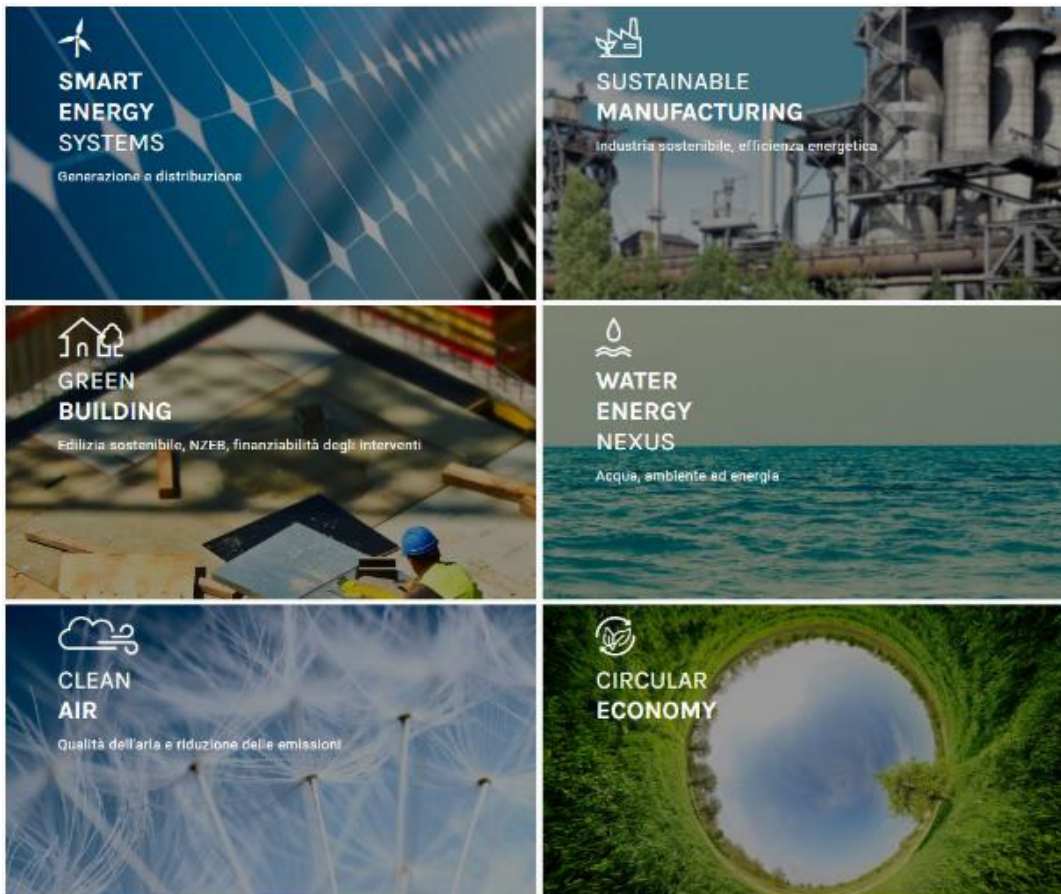 SMART
ENERGY
SYSTEMS
Generazione e distribuzione
SUSTAINABLE
MANUFACTURING
Industria sostenibile, efficienza energetica
GREEN
BUILDING
Edilizia sostenibile, NZEB, finanziabilità degli interventi
WATER
ENERGY
NEXUS
Acqua, ambiente ed energia
CLEAN
AIR
Qualità dell'aria e riduzione delle emissioni
CIRCULAR
ECONOMY